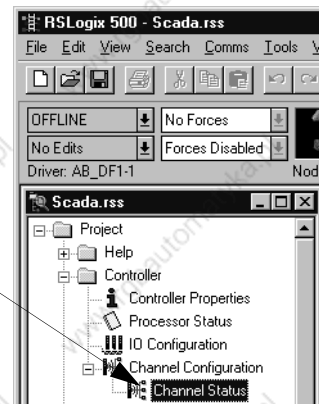 RSLogix 500 - Scada.rss
File Edit View Search Comms Tools
OFFLINE No Forces
No Edits Forces Disabled
Driver: AB_DF1-1 Nod
Scada.rss
Project
Help
Controller
Controller Properties
Processor Status
IO Configuration
Channel Configuration
Channel Status